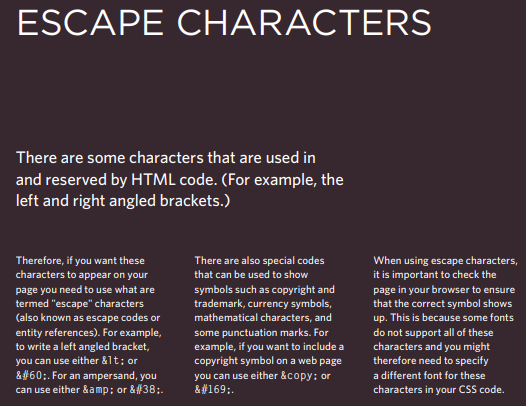 ESCAPE CHARACTERS
There are some characters that are used in
and reserved by HTML code. (For example, the
left and right angled brackets.)
Therefore, if you want these
characters to appear on your
page you need to use what are
termed "escape" characters
(also known as escape codes or
entity references). For example,
to write a left angled bracket,
you can use either &lt; or
&#60;. For an ampersand, you
can use either &amp; or &#38;.
There are also special codes
that can be used to show
symbols such as copyright and
trademark, currency symbols,
mathematical characters, and
some punctuation marks. For
example, if you want to include a
copyright symbol on a web page
you can use either &copy; or
&#169;.
When using escape characters,
it is important to check the
page in your browser to ensure
that the correct symbol shows
up. This is because some fonts
do not support all of these
characters and you might
therefore need to specify
a different font for these
characters in your CSS code.